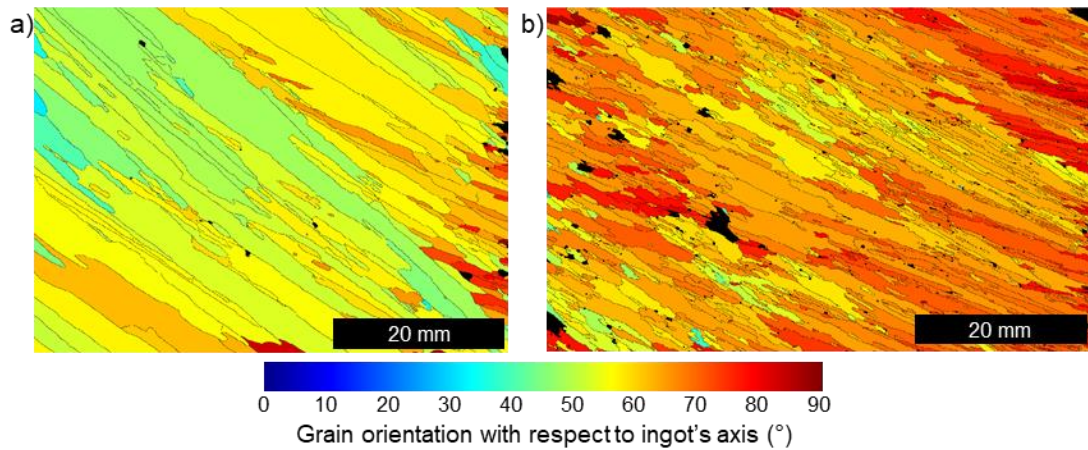 a)
b)
20 mm
20 mm
0 10 20 30 40 50 60 70 80 90
Grain orientation with respect to ingot's axis (°)